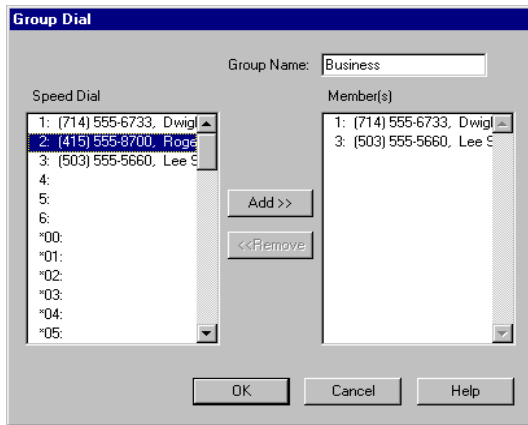 Group Dial
Group Name: Business
Speed Dial
1: (714) 555-6733, Dwig
2: (415) 555-8700, Roge
3: (503) 555-5660, Lee S
4:
5:
6:
*00:
*01:
*02:
*03:
*04:
*05:
Add >>
<<Remove
Member(s)
1: (714) 555-6733, Dwig
3: (503) 555-5660, Lee S
OK
Cancel
Help